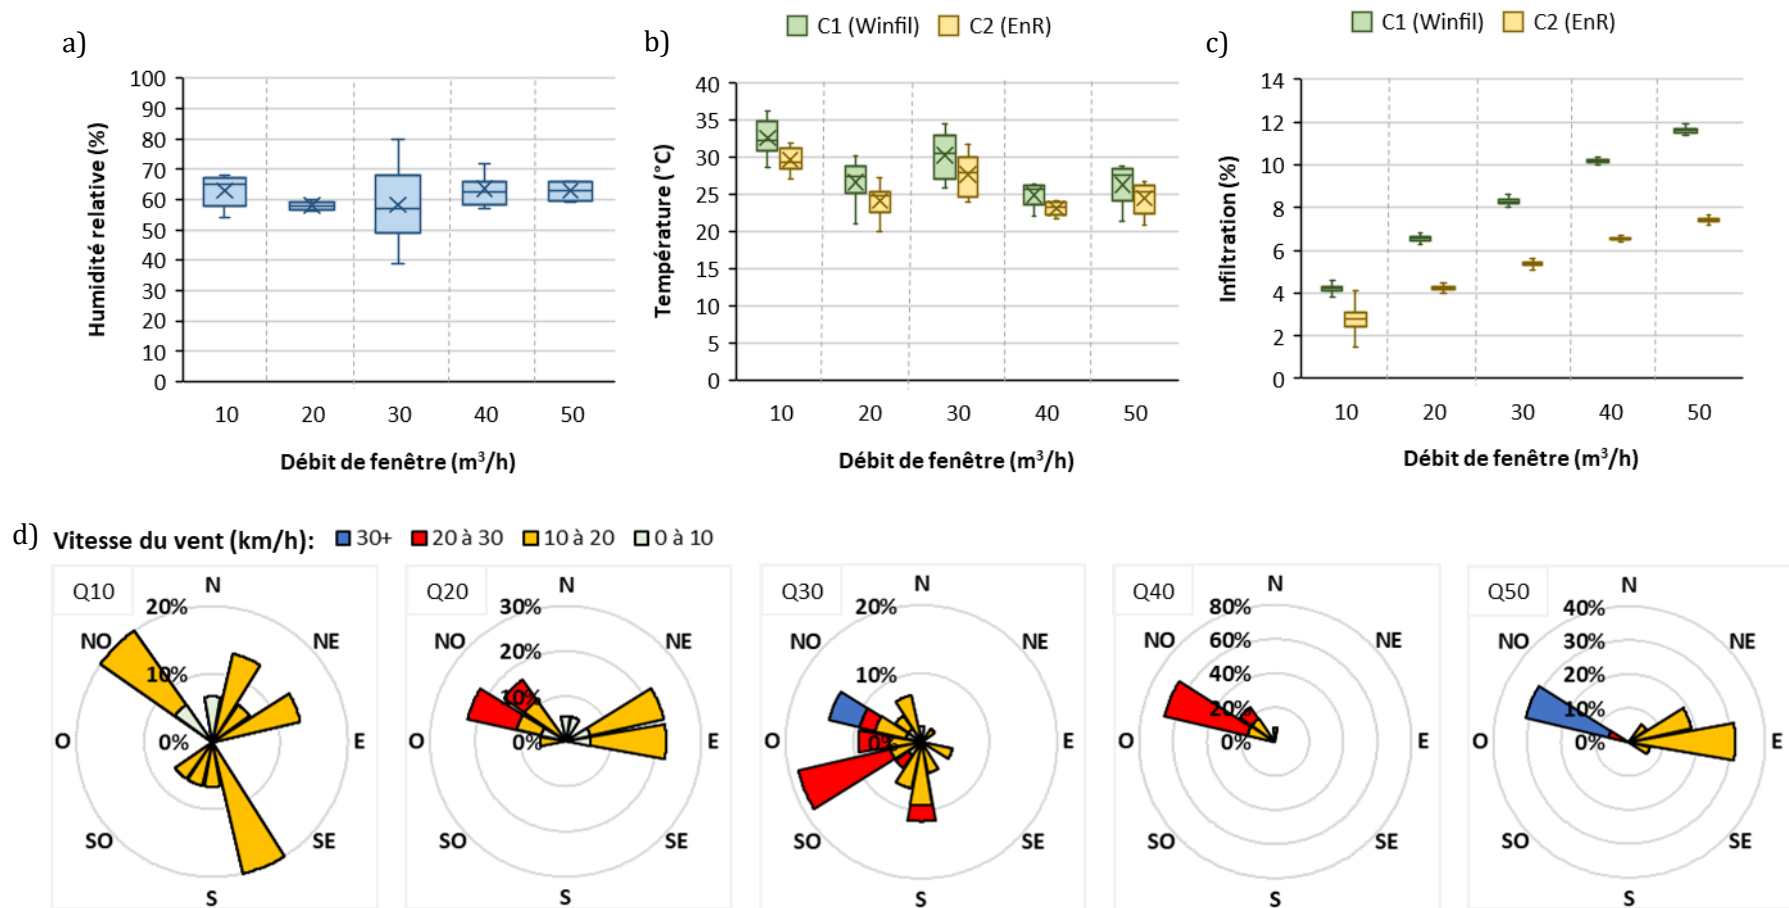 a)
100
90
80
70
60
50
40
30
20
10
0
Humidité relative (%)
10 20 30 40 50
Débit de fenêtre (m³/h)
b)
C1 (Winfil) C2 (EnR)
40
35
30
25
20
15
10
5
0
Température (°C)
10 20 30 40 50
Débit de fenêtre (m³/h)
c)
C1 (Winfil) C2 (EnR)
14
12
10
8
6
4
2
0
Infiltration (%)
10 20 30 40 50
Débit de fenêtre (m³/h)
d) Vitesse du vent (km/h): 30+ 20 à 30 10 à 20 0 à 10
Q10
N
20%
NO NE
10%
O 0% E
SO SE
S
Q20
N
30%
NO NE
20%
10%
O 0% E
SO SE
S
Q30
N
20%
NO NE
10%
O 0% E
SO SE
S
Q40
N
80%
NO NE
60%
40%
20%
O 0% E
SO SE
S
Q50
N
40%
NO NE
30%
20%
10%
O 0% E
SO SE
S